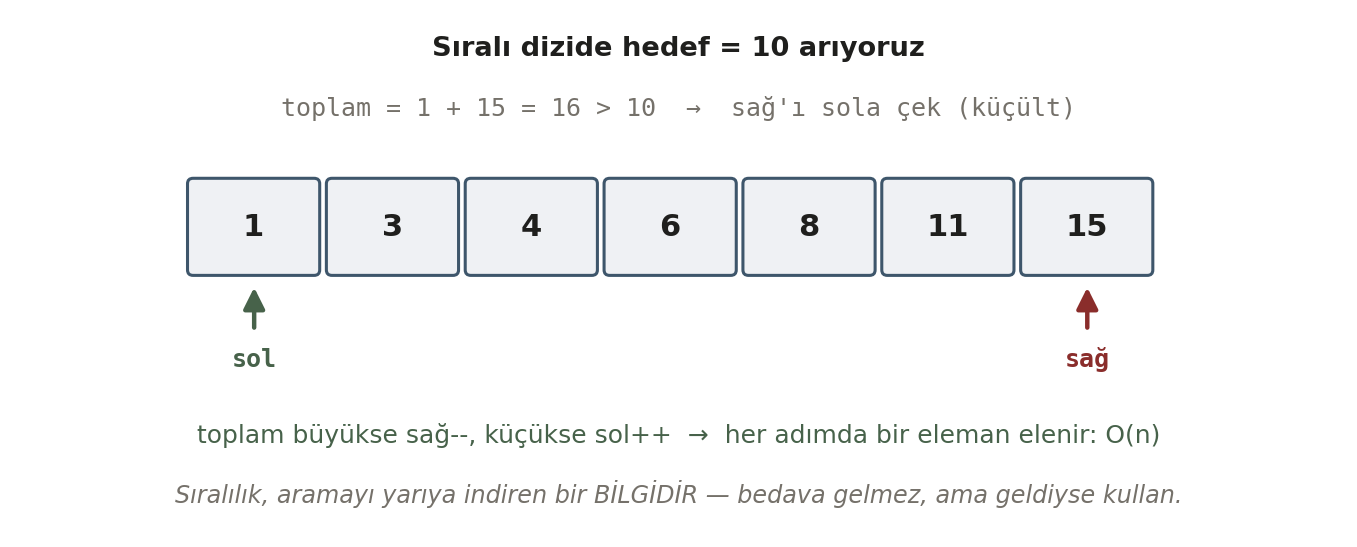 Sıralı dizide hedef = 10 arıyoruz
toplam = 1 + 15 = 16 > 10 → sağ'ı sola çek (küçült)
1 3 4 6 8 11 15
sol sağ
toplam büyükse sağ--, küçükse sol++ → her adımda bir eleman elenir: O(n)
Sıralılık, aramayı yarıya indiren bir BİLGİDİR — bedava gelmez, ama geldiyse kullan.